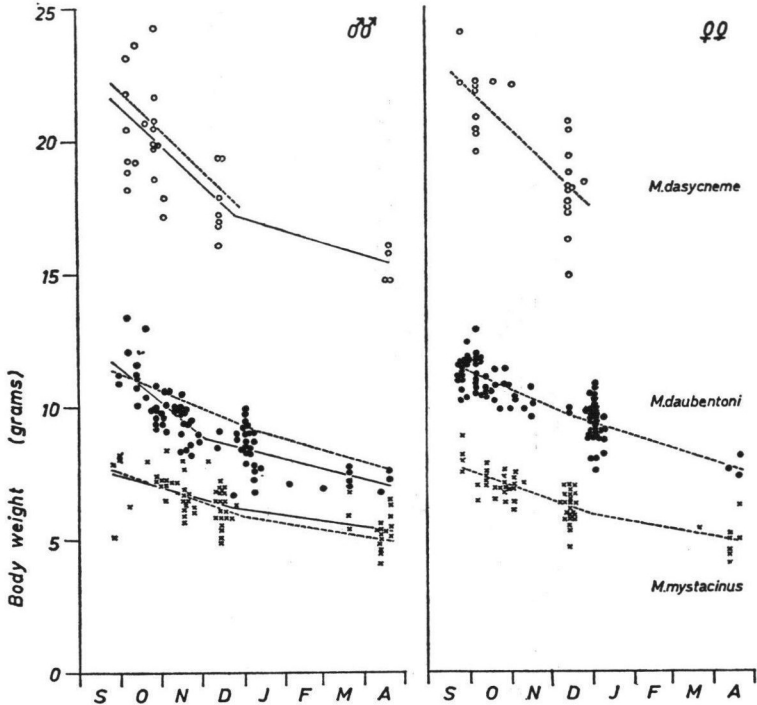 25
♂♂
♀♀
20
M.dasycneme
15
10
M.daubentoni
5
M.mystacinus
0
Body weight (grams)
S O N D J F M A
S O N D J F M A